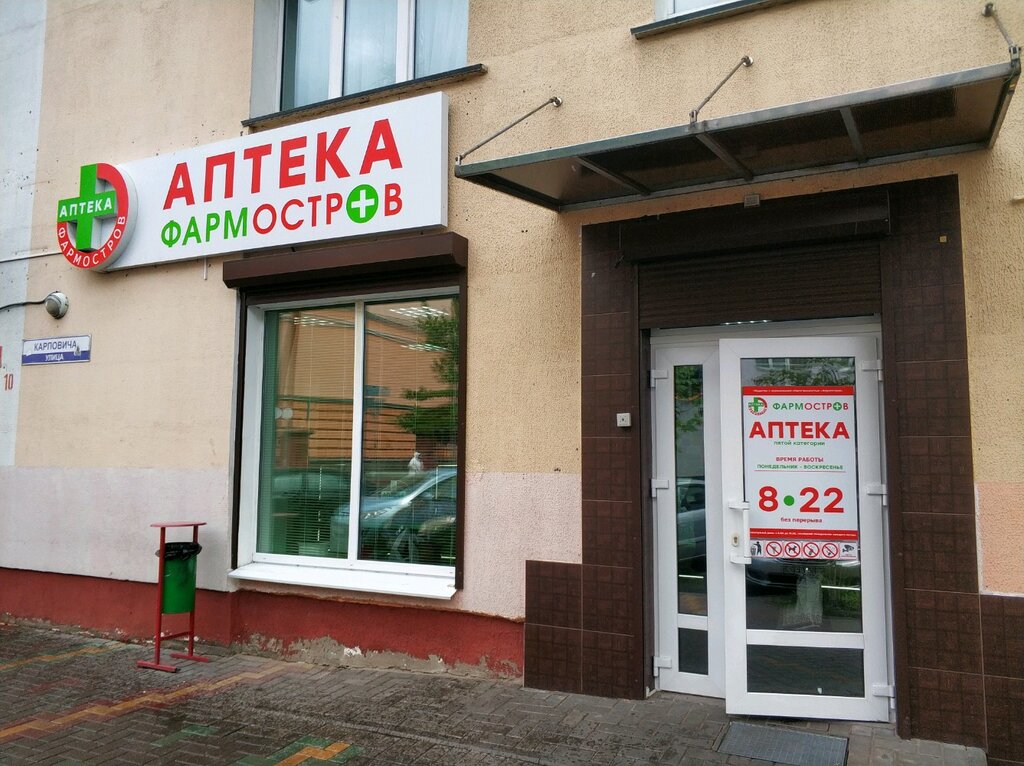 АПТЕКА
ФАРМОСТРОВ
АПТЕКА
ФАРМОСТРОВ
КАРПОВИЧА
УЛИЦА
10
ФАРМОСТРОВ
АПТЕКА
пятой категории
ВРЕМЯ РАБОТЫ
ПОНЕДЕЛЬНИК - ВОСКРЕСЕНЬЕ
8•22
без перерыва